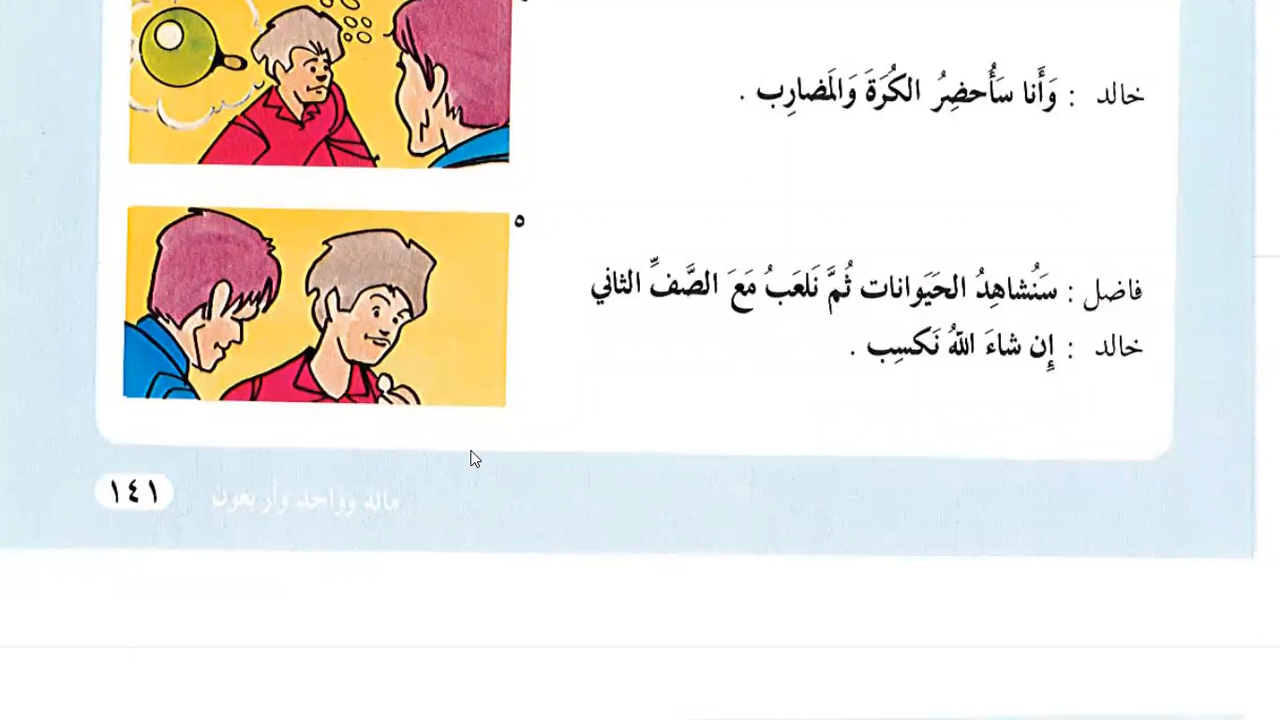 خالد : وَأَنا سَأُحضِرُ الكُرَةَ وَالمَضارِب .
٥
فاضل : سَنُشاهِدُ الحَيَوانات ثُمَّ نَلعَبُ مَعَ الصَّفِّ الثاني
خالد : إِن شاءَ اللهُ نَكسِب .
١٤١ مائة وواحد وأربعون